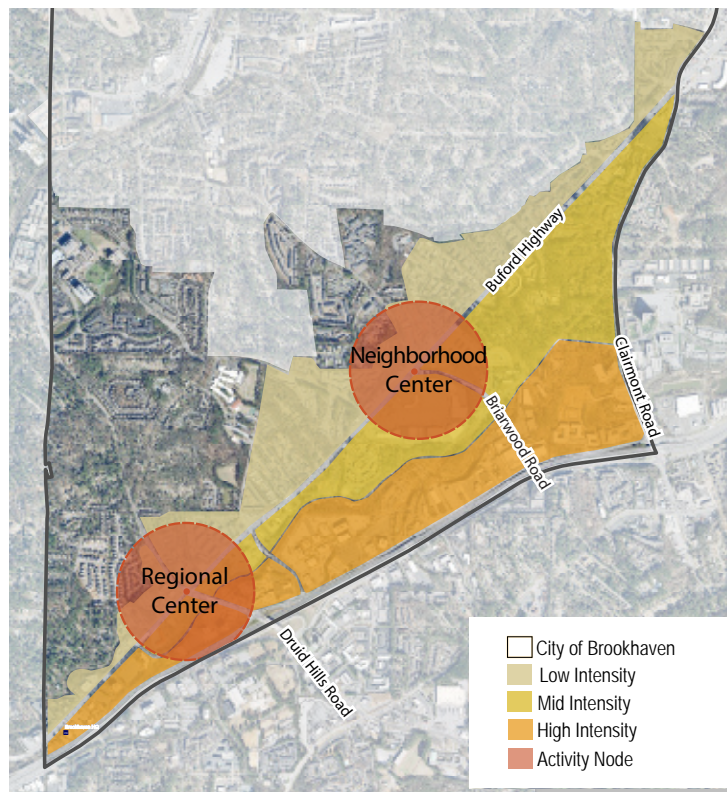 Buford Highway
Neighborhood
Center
Clairmont Road
Briarwood Road
Regional
Center
Druid Hills Road
City of Brookhaven
Low Intensity
Mid Intensity
High Intensity
Activity Node